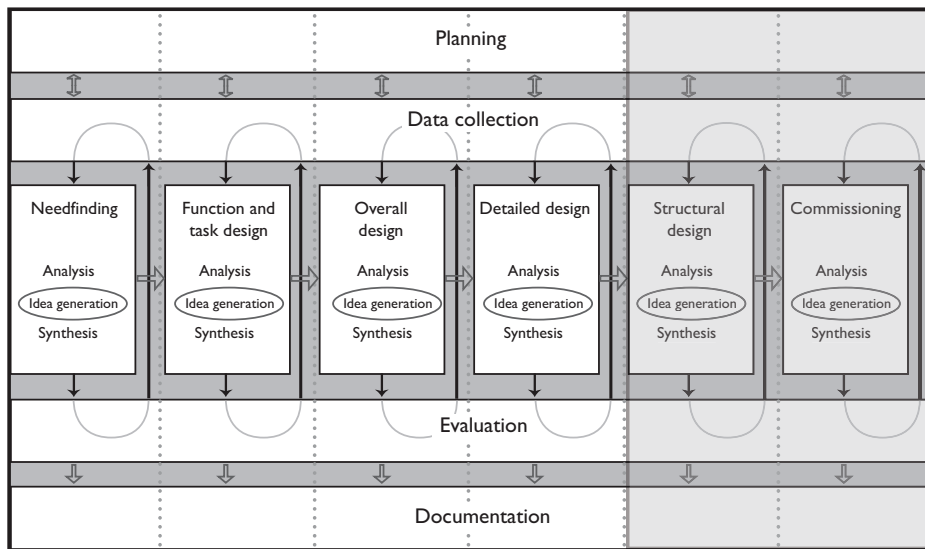 Planning
Data collection
Needfinding
Analysis
Idea generation
Synthesis
Function and
task design
Analysis
Idea generation
Synthesis
Overall
design
Analysis
Idea generation
Synthesis
Detailed design
Analysis
Idea generation
Synthesis
Structural
design
Analysis
Idea generation
Synthesis
Commissioning
Analysis
Idea generation
Synthesis
Evaluation
Documentation